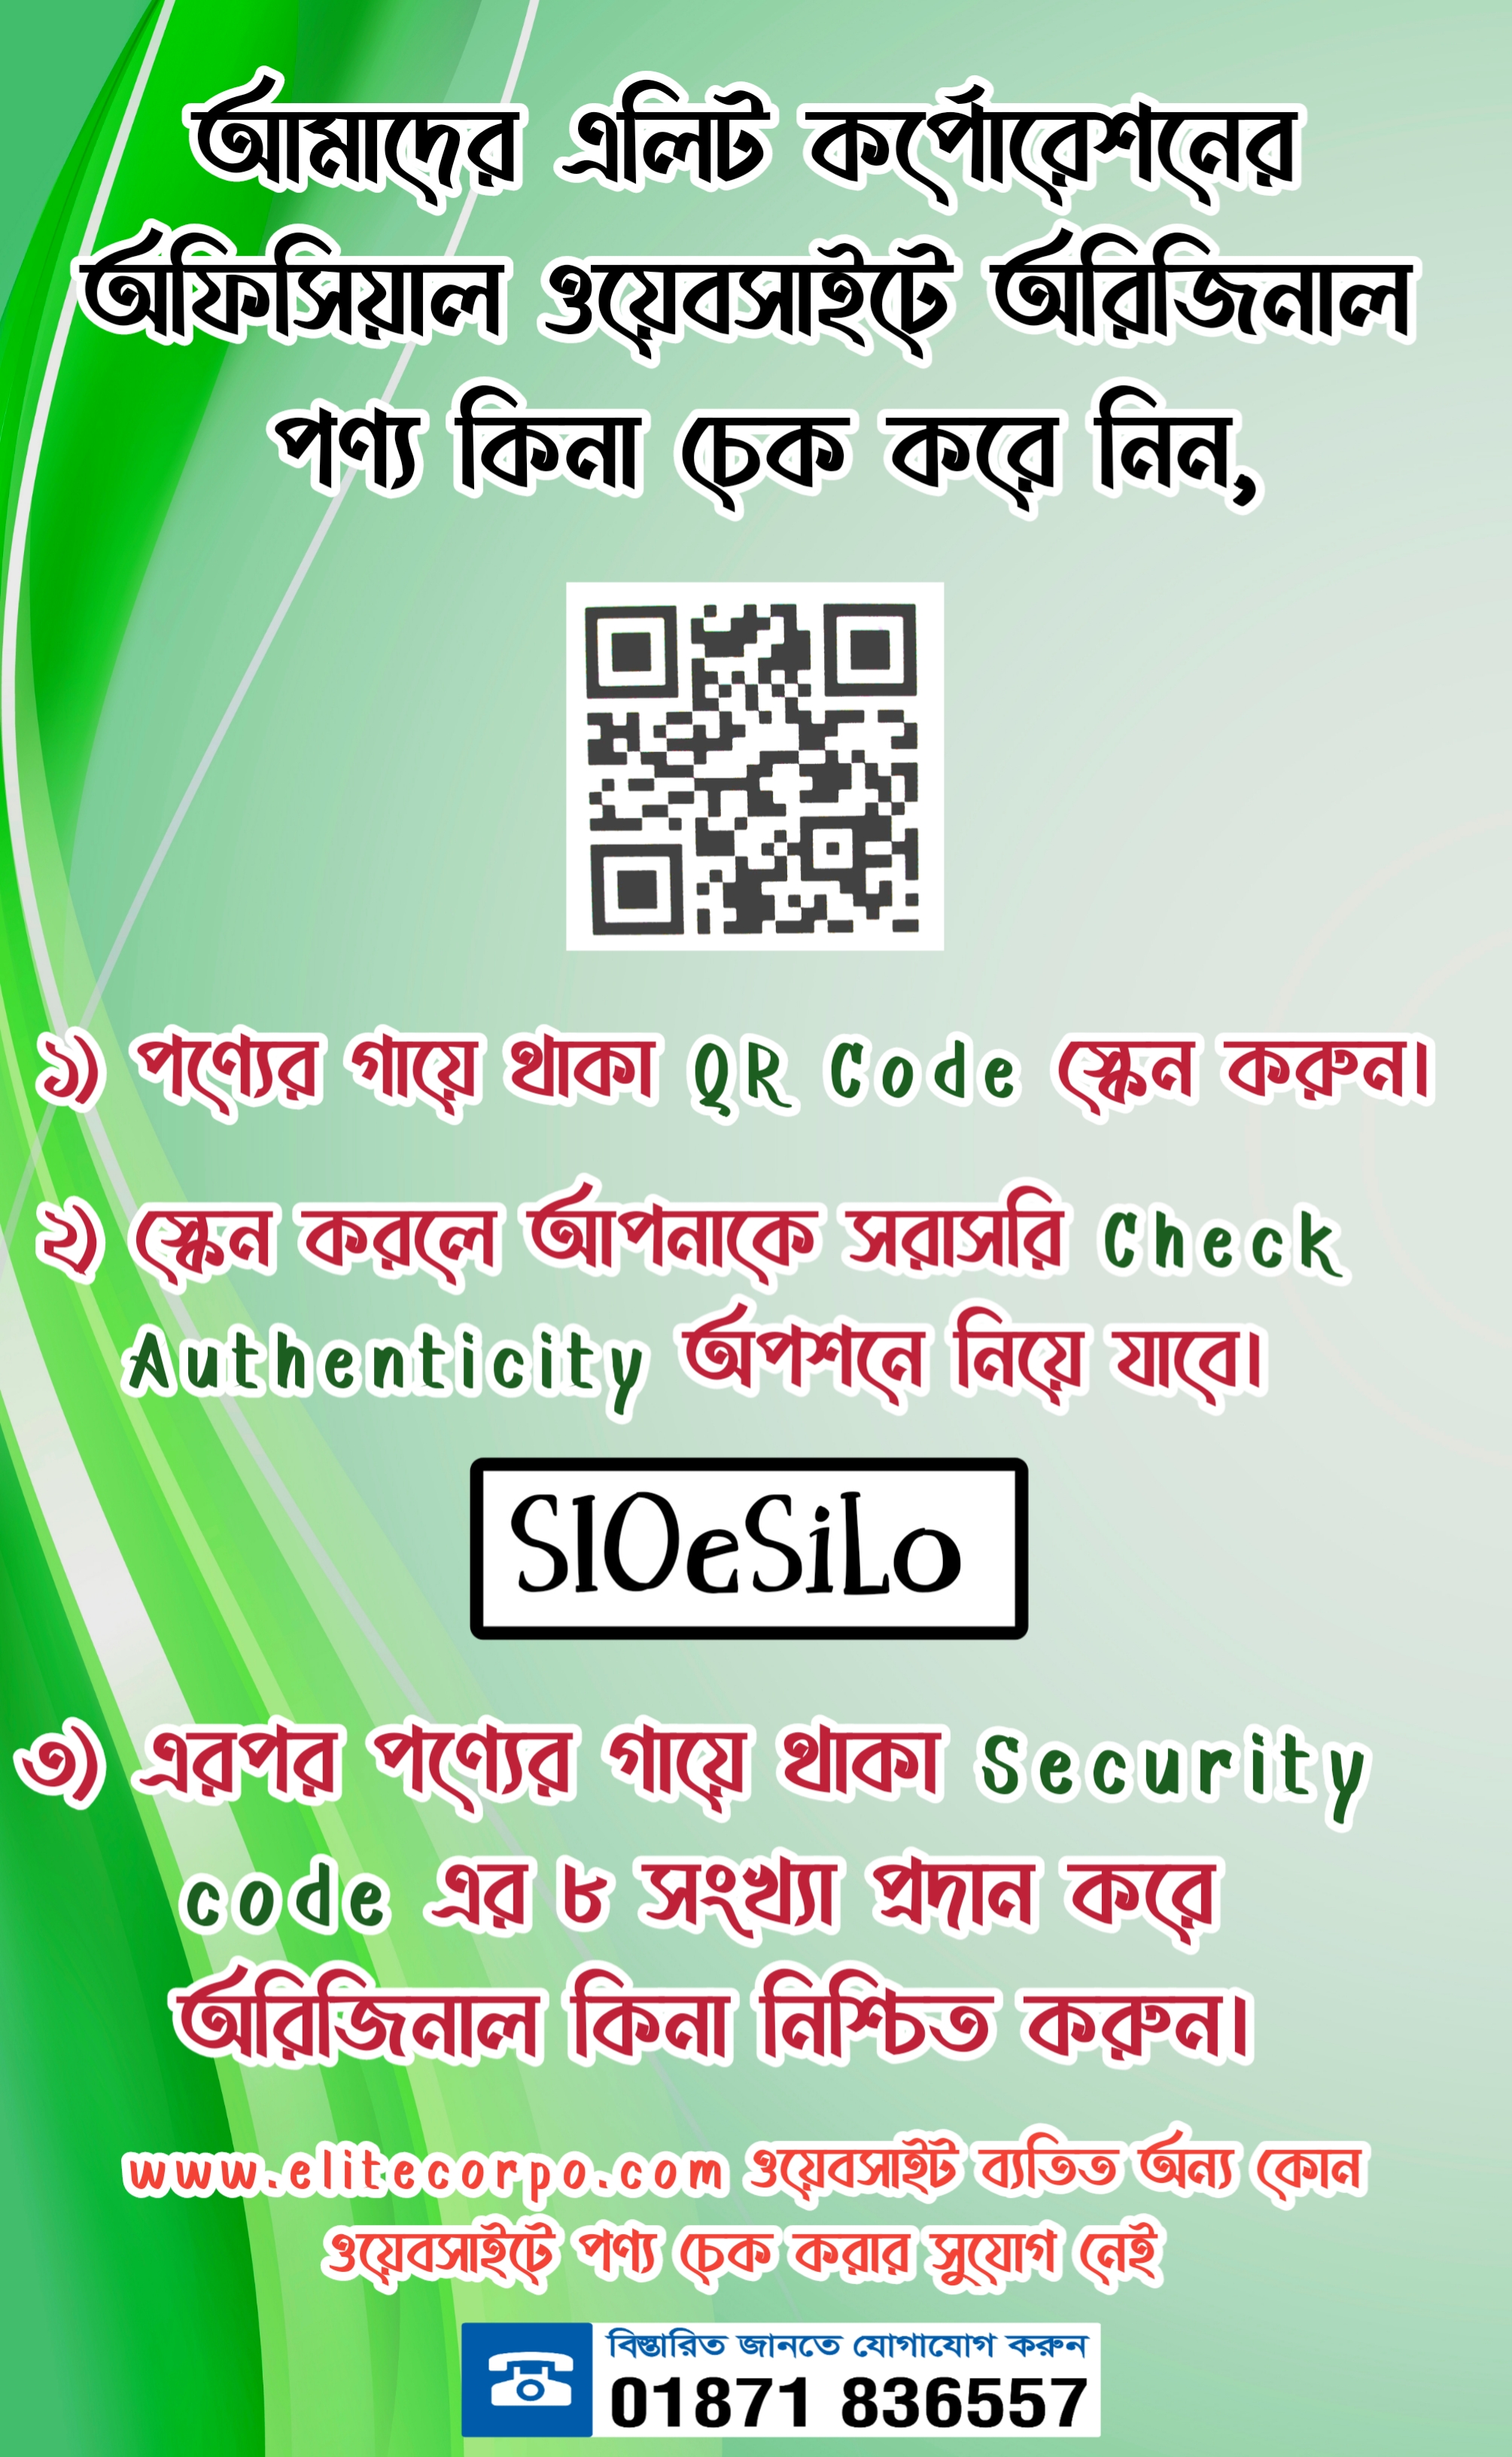 আমাদের এলিট কর্পোরেশনের
অফিসিয়াল ওয়েবসাইটে অরিজিনাল
পণ্য কিনা চেক করে নিন,
১) পণ্যের গায়ে থাকা QR Code স্কেন করুন।
২) স্কেন করলে আপনাকে সরাসরি Check
Authenticity অপশনে নিয়ে যাবে।
SlOeSiLo
৩) এরপর পণ্যের গায়ে থাকা Security
code এর ৮ সংখ্যা প্রদান করে
অরিজিনাল কিনা নিশ্চিত করুন।
www.elitecorpo.com ওয়েবসাইট ব্যতিত অন্য কোন
ওয়েবসাইটে পণ্য চেক করার সুযোগ নেই
বিস্তারিত জানতে যোগাযোগ করুন
01871 836557